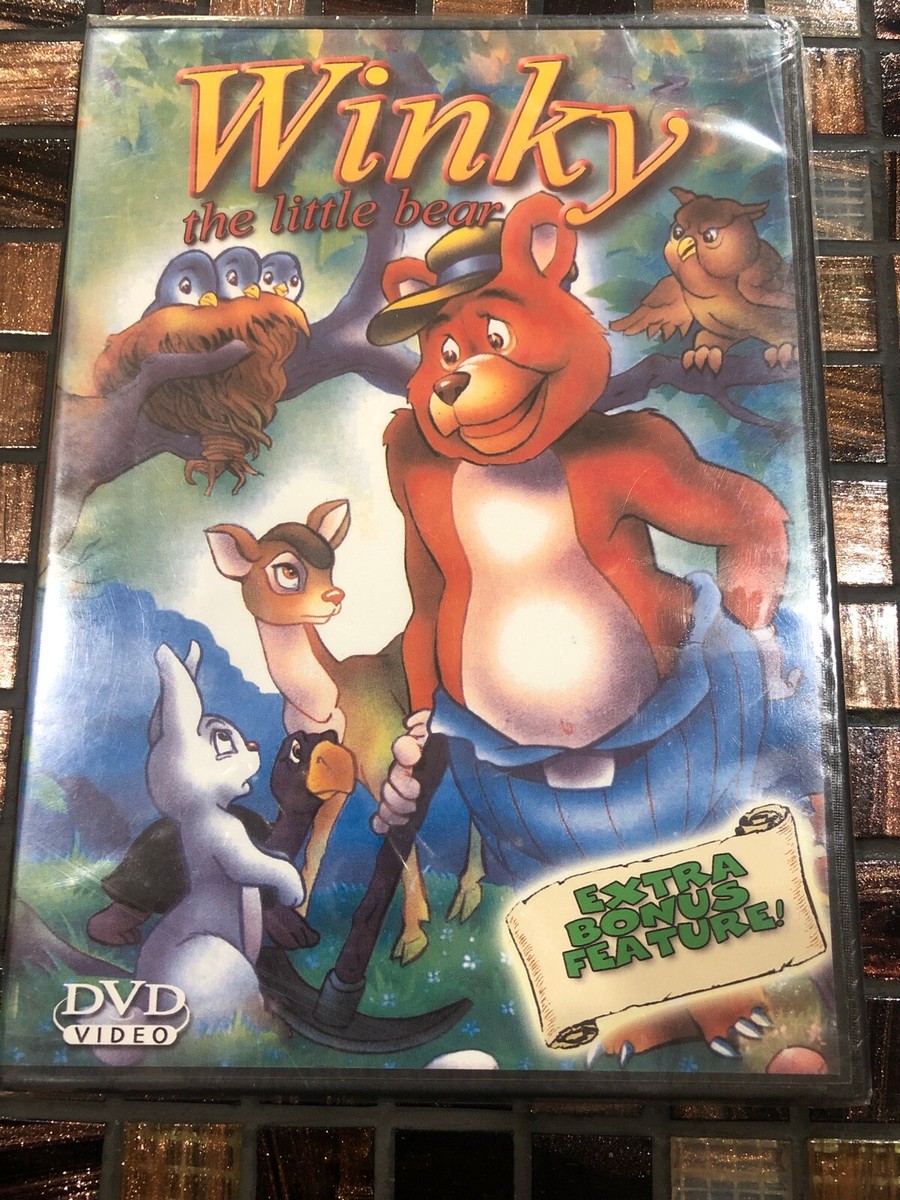 Winky
the little bear
EXTRA
BONUS
FEATURE!
DVD
VIDEO